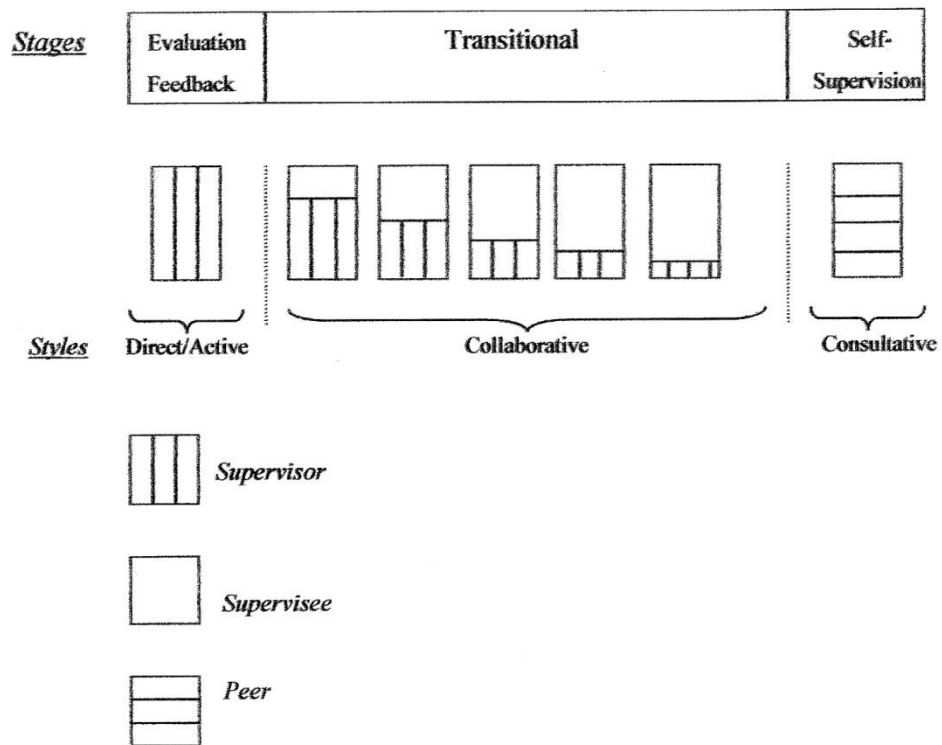 Stages
Evaluation
Feedback
Transitional
Self-
Supervision
Styles
Direct/Active
Collaborative
Consultative
Supervisor
Supervisee
Peer